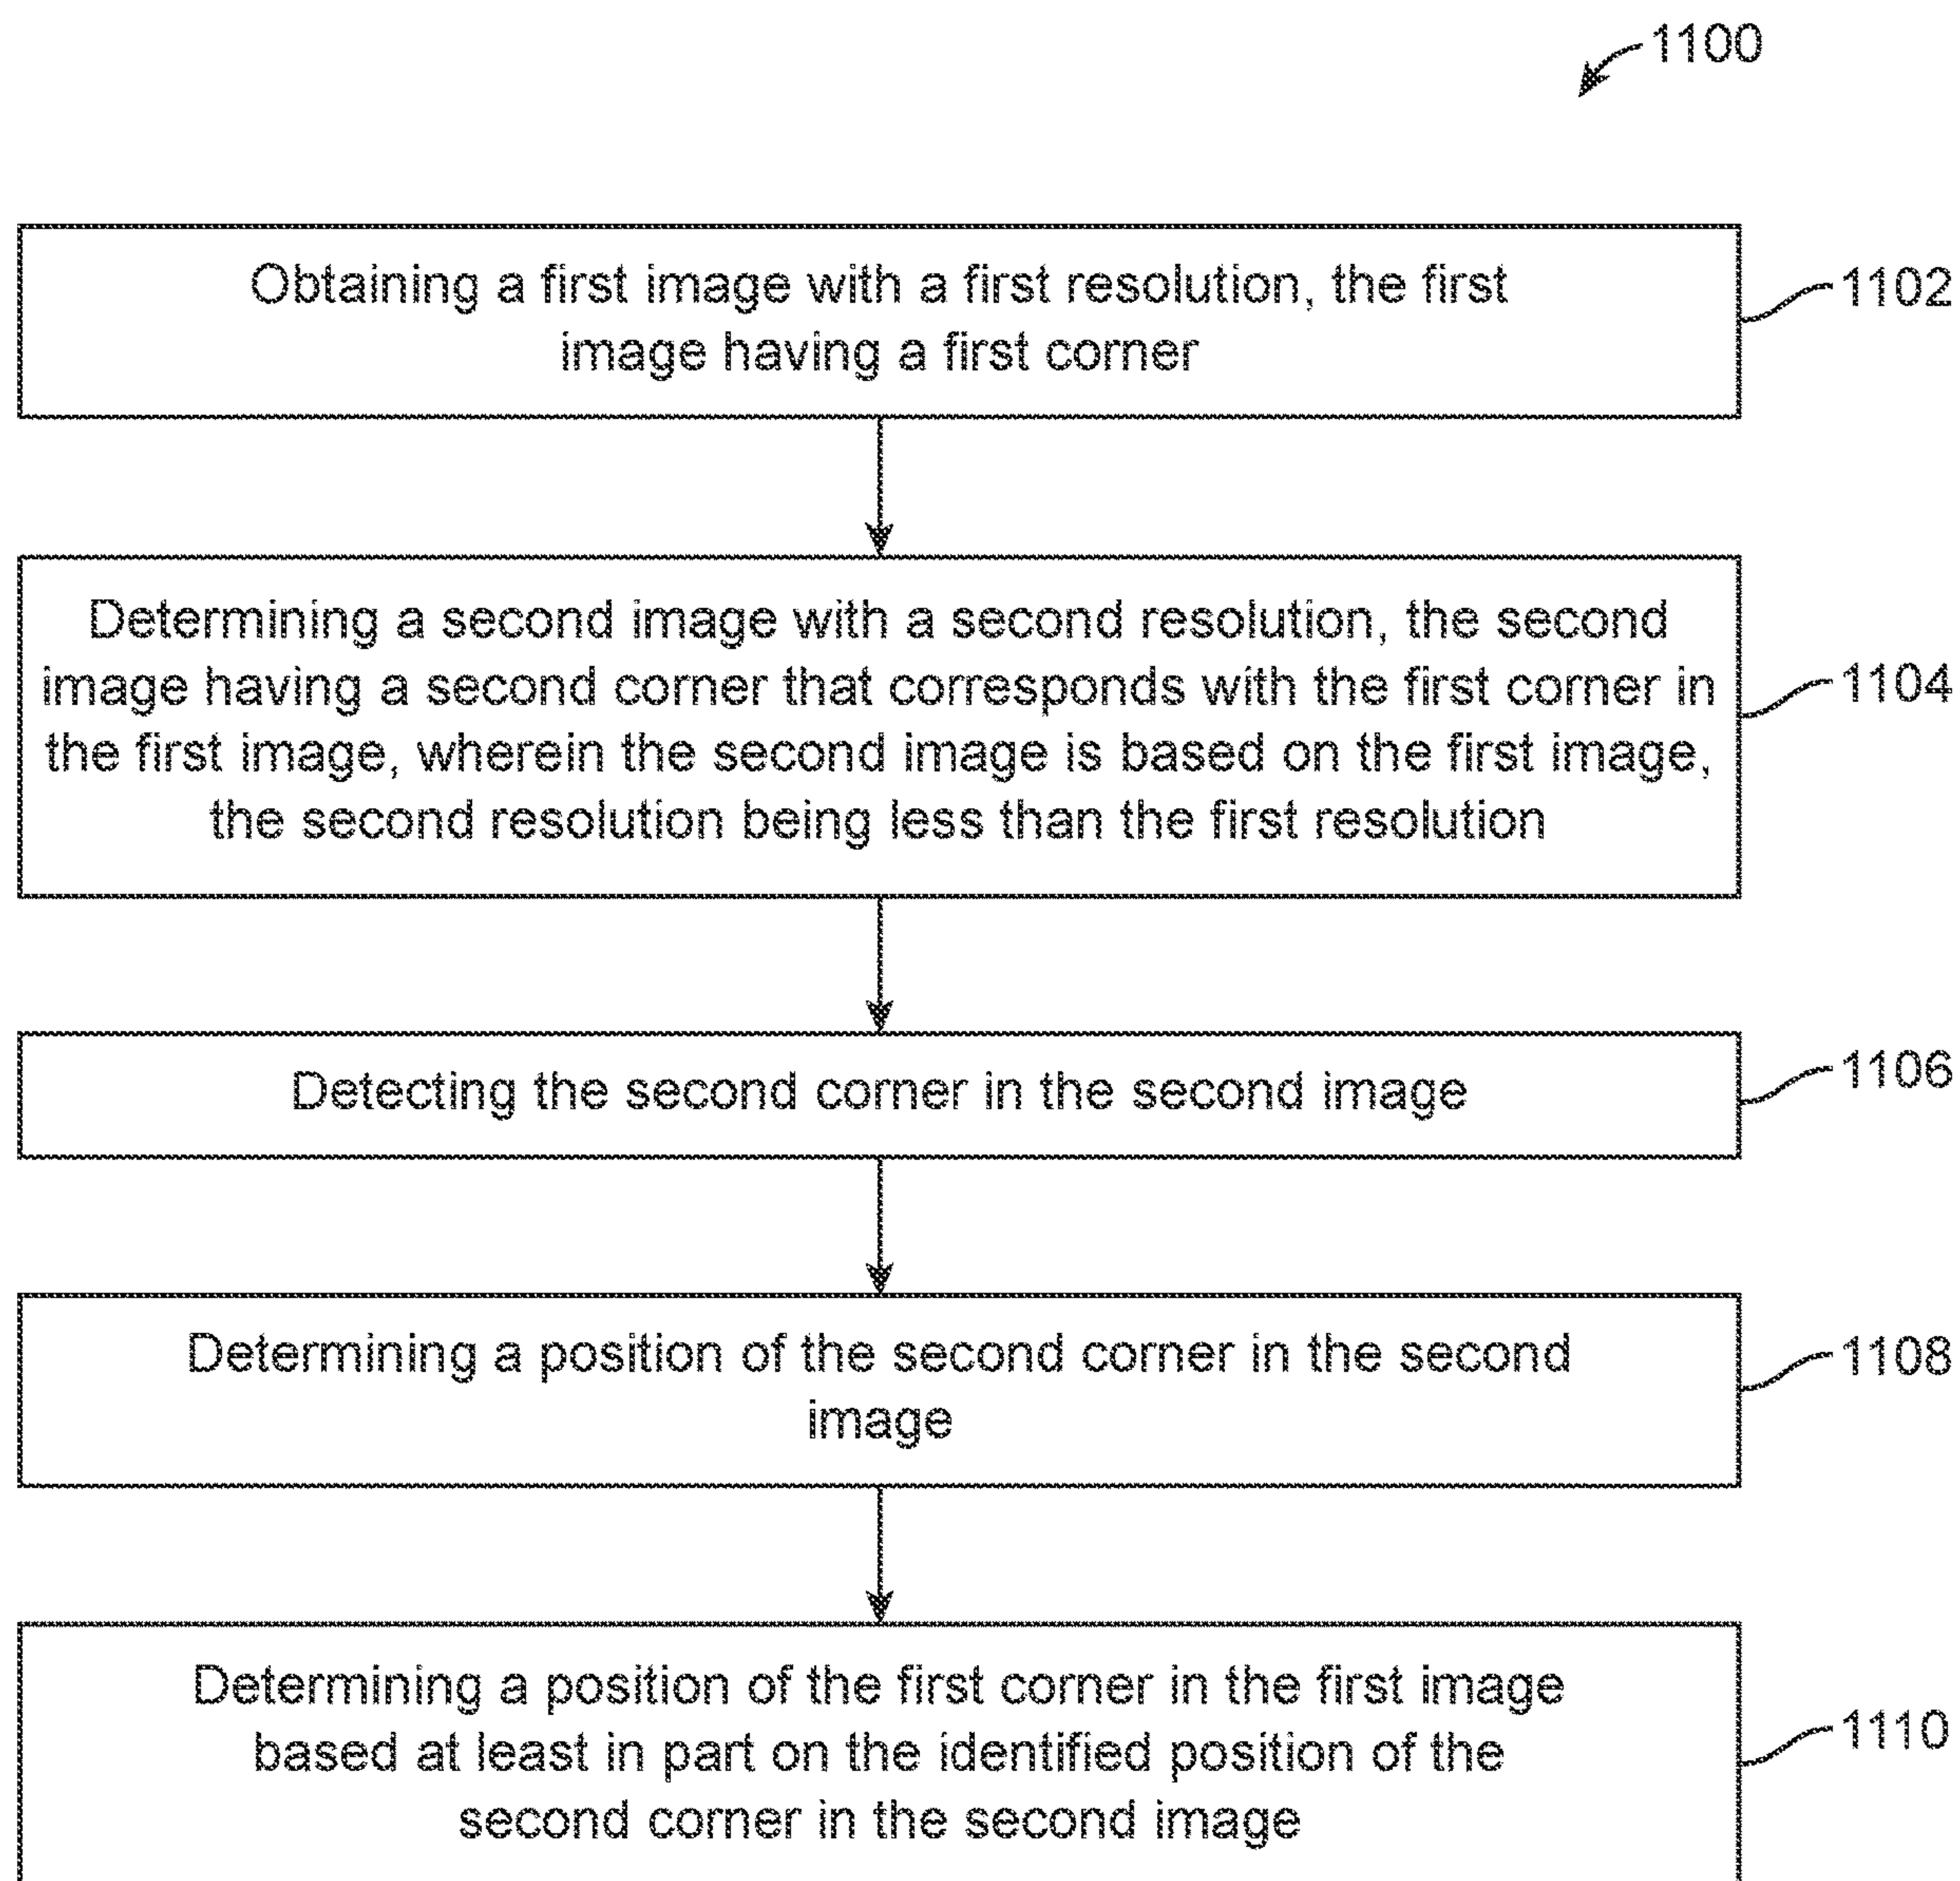 1100
Obtaining a first image with a first resolution, the first
image having a first corner
1102
Determining a second image with a second resolution, the second
image having a second corner that corresponds with the first corner in
the first image, wherein the second image is based on the first image,
the second resolution being less than the first resolution
1104
Detecting the second corner in the second image
1106
Determining a position of the second corner in the second
image
1108
Determining a position of the first corner in the first image
based at least in part on the identified position of the
second corner in the second image
1110